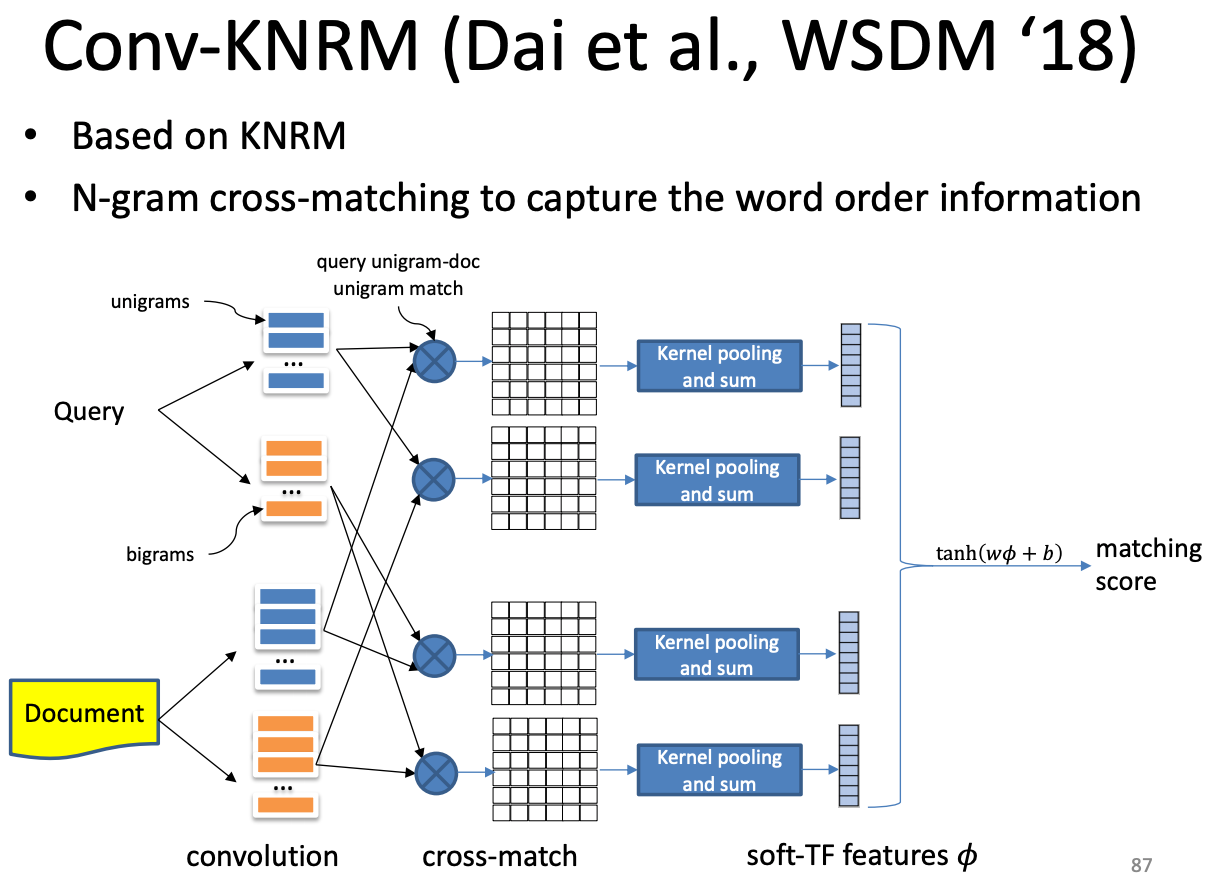 Conv-KNRM (Dai et al., WSDM ‘18)
• Based on KNRM
• N-gram cross-matching to capture the word order information
query unigram-doc
unigram match
unigrams
...
Kernel pooling
and sum
Query
...
Kernel pooling
and sum
bigrams
tanh(wϕ + b)
matching
score
...
Kernel pooling
and sum
Document
...
Kernel pooling
and sum
convolution
cross-match
soft-TF features ϕ
87